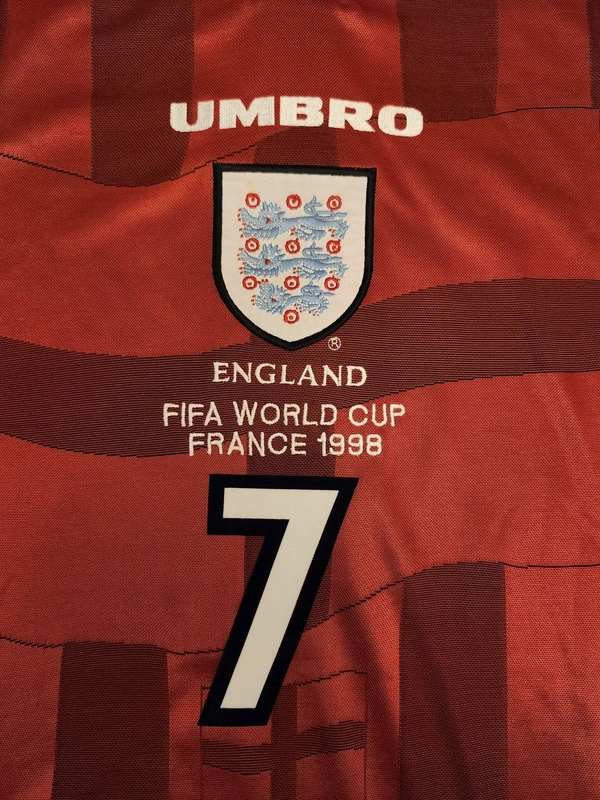 UMBRO
®
ENGLAND
FIFA WORLD CUP
FRANCE 1998
7